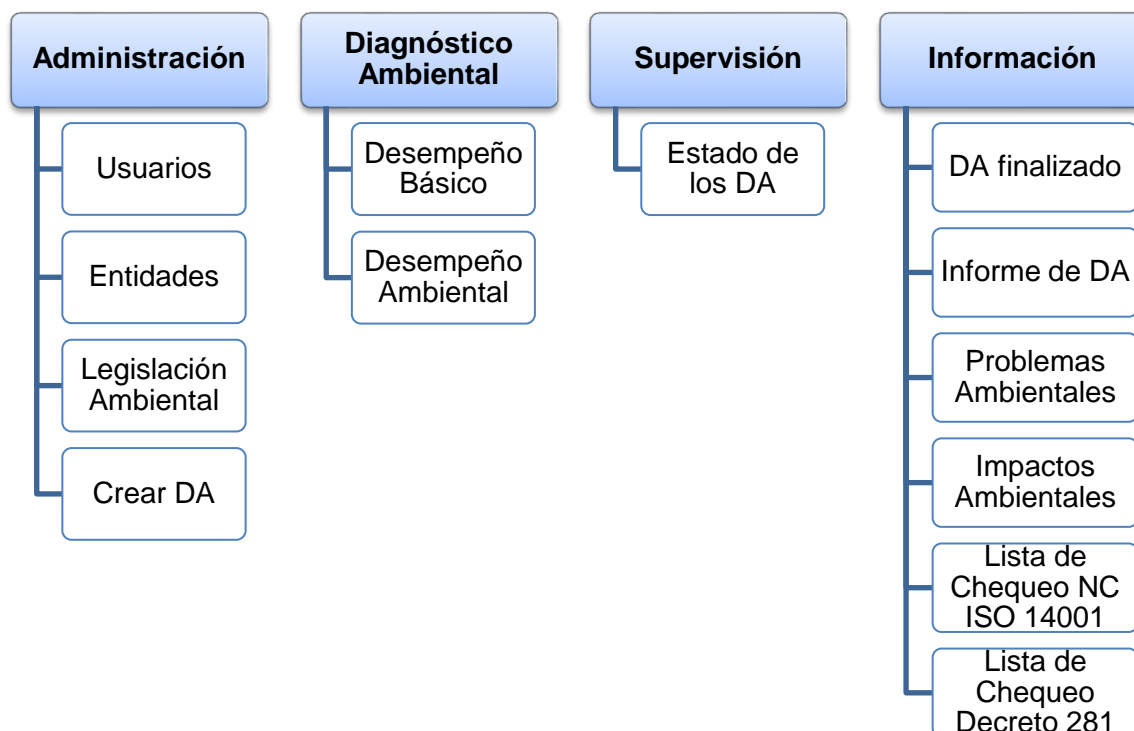 Administración
Usuarios
Entidades
Legislación
Ambiental
Crear DA
Diagnóstico
Ambiental
Desempeño
Básico
Desempeño
Ambiental
Supervisión
Estado de
los DA
Información
DA finalizado
Informe de DA
Problemas
Ambientales
Impactos
Ambientales
Lista de
Chequeo NC
ISO 14001
Lista de
Chequeo
Decreto 281